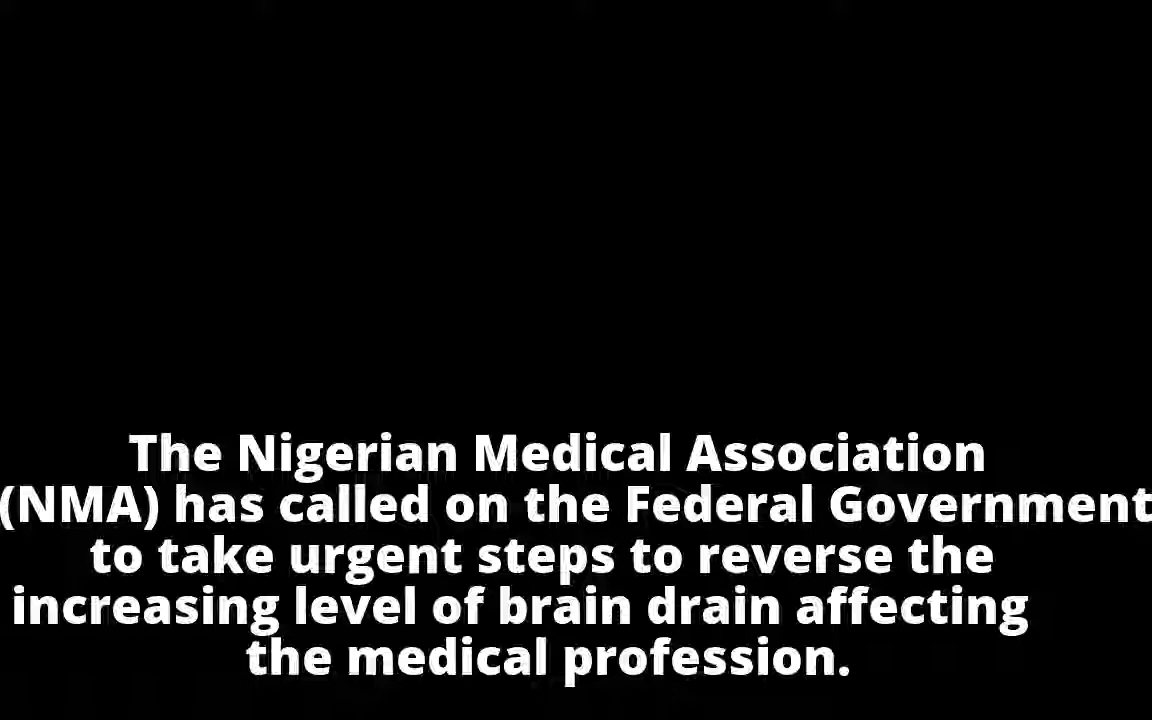 The Nigerian Medical Association
(NMA) has called on the Federal Government
to take urgent steps to reverse the
increasing level of brain drain affecting
the medical profession.